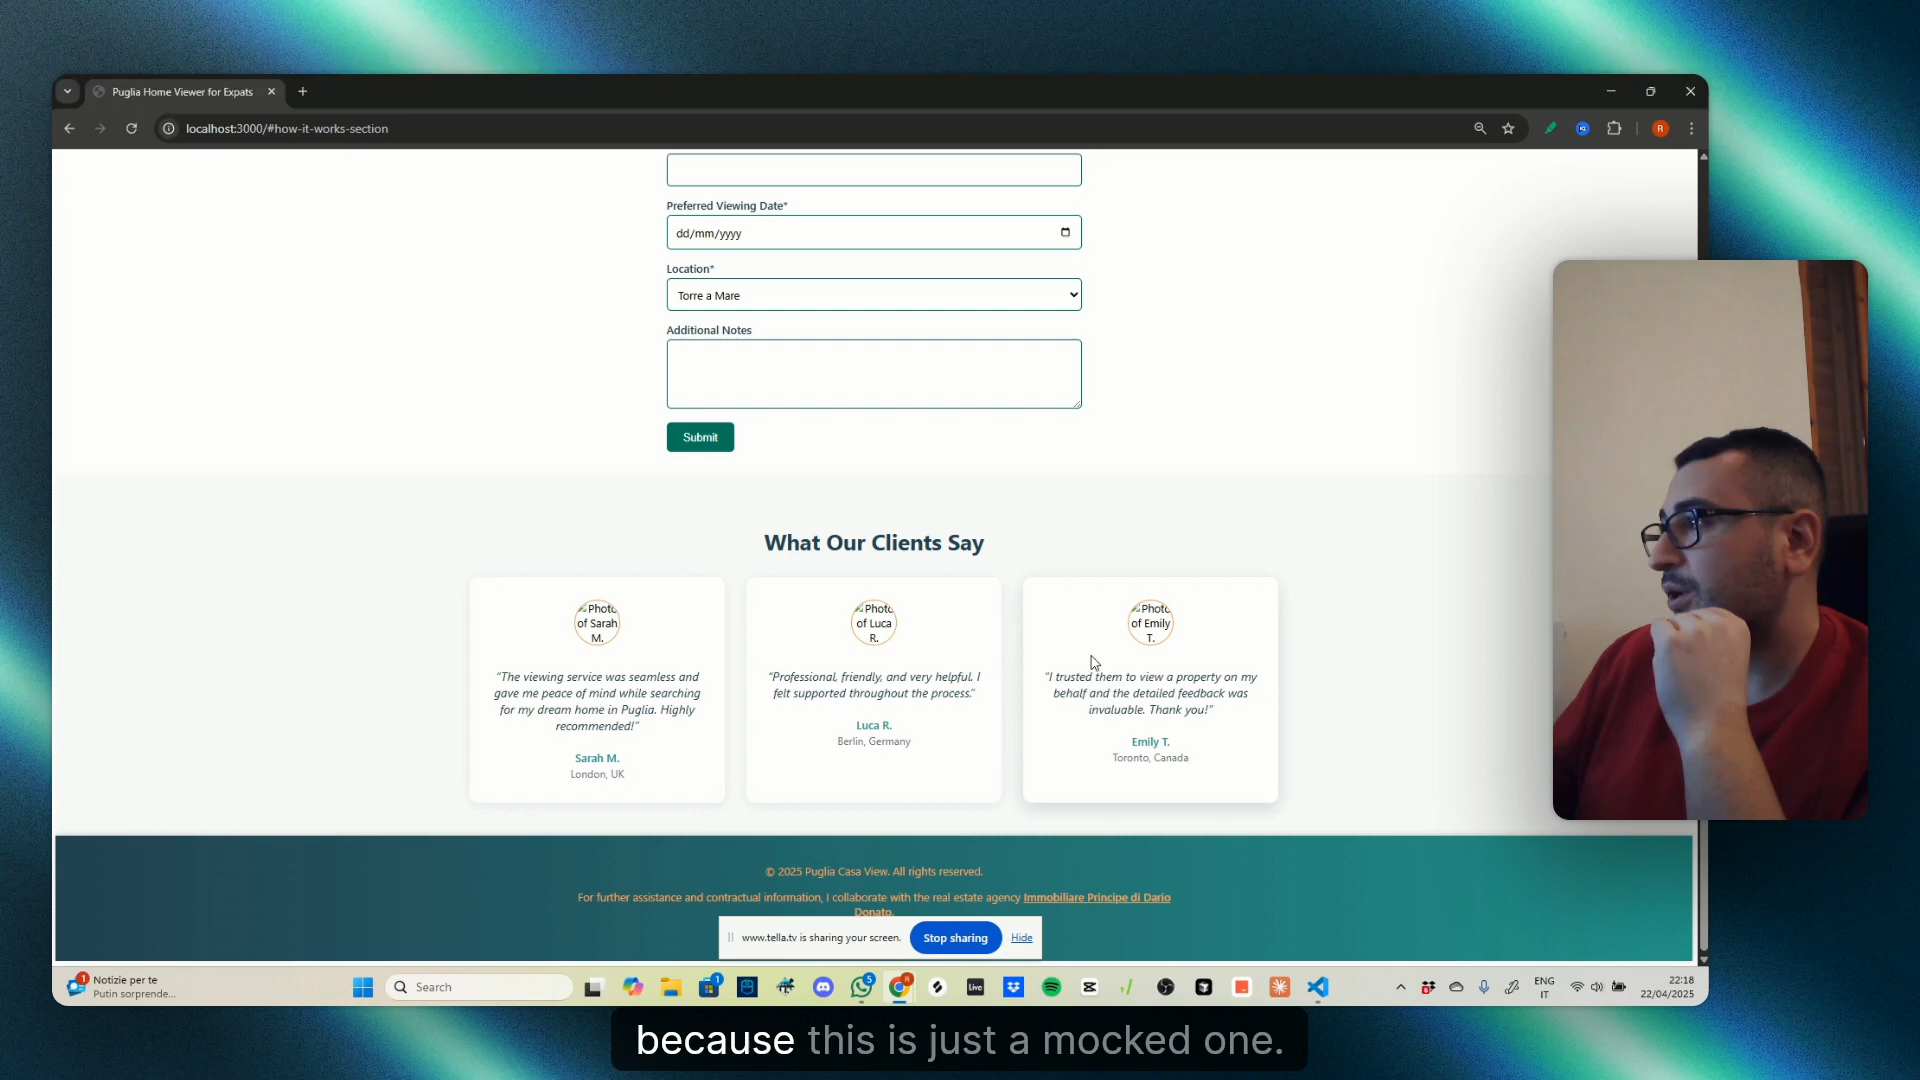 Puglia Home Viewer for Expats
localhost:3000/#how-it-works-section
R
Preferred Viewing Date*
dd/mm/yyyy
Location*
Torre a Mare
Additional Notes
Submit
What Our Clients Say
Photo
of Sarah
M.
"The viewing service was seamless and
gave me peace of mind while searching
for my dream home in Puglia. Highly
recommended!"
Sarah M.
London, UK
Photo
of Luca
R.
"Professional, friendly, and very helpful. I
felt supported throughout the process."
Luca R.
Berlin, Germany
Photo
of Emily
T.
"I trusted them to view a property on my
behalf and the detailed feedback was
invaluable. Thank you!"
Emily T.
Toronto, Canada
© 2025 Puglia Casa View. All rights reserved.
For further assistance and contractual information, I collaborate with the real estate agency Immobiliare Principe di Dario
Donato.
www.tella.tv is sharing your screen.
Stop sharing
Hide
1
Notizie per te
Putin sorprende...
Search
1
5
R
Live
ENG
IT
22:18
22/04/2025
because this is just a mocked one.